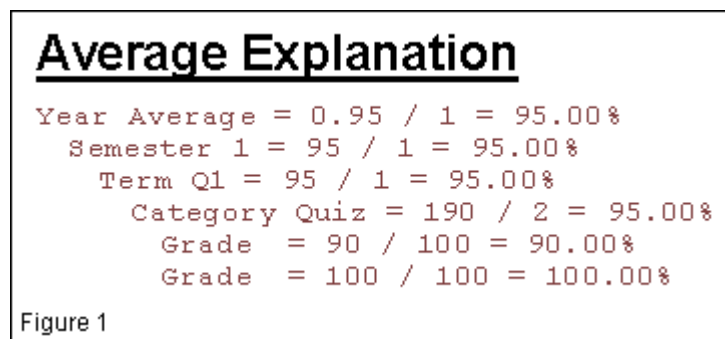 Average Explanation
Year Average = 0.95 / 1 = 95.00%
Semester 1 = 95 / 1 = 95.00%
Term Q1 = 95 / 1 = 95.00%
Category Quiz = 190 / 2 = 95.00%
Grade = 90 / 100 = 90.00%
Grade = 100 / 100 = 100.00%
Figure 1